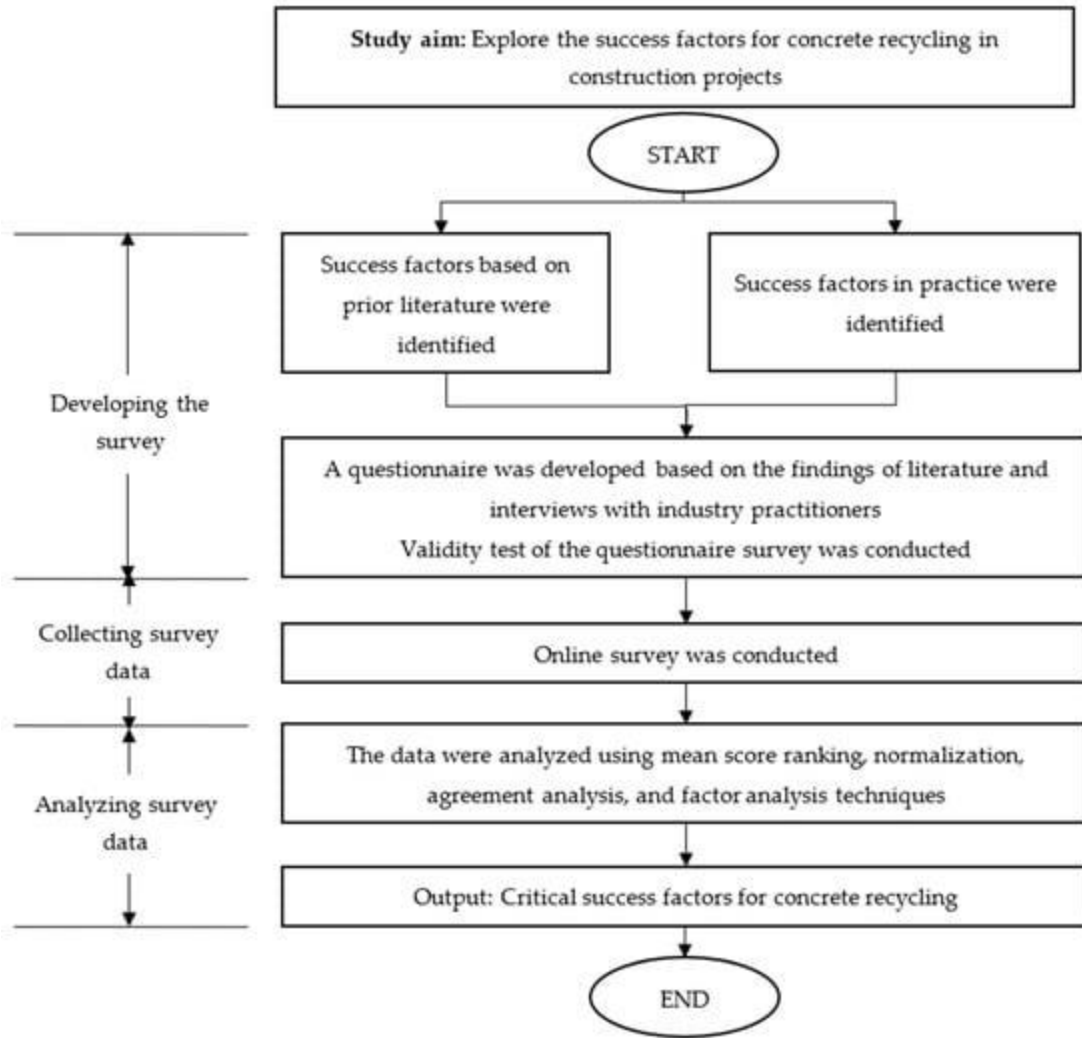 Study aim: Explore the success factors for concrete recycling in
construction projects
START
Success factors based on
prior literature were
identified
Success factors in practice were
identified
Developing the
survey
A questionnaire was developed based on the findings of literature and
interviews with industry practitioners
Validity test of the questionnaire survey was conducted
Collecting survey
data
Online survey was conducted
The data were analyzed using mean score ranking, normalization,
agreement analysis, and factor analysis techniques
Analyzing survey
data
Output: Critical success factors for concrete recycling
END